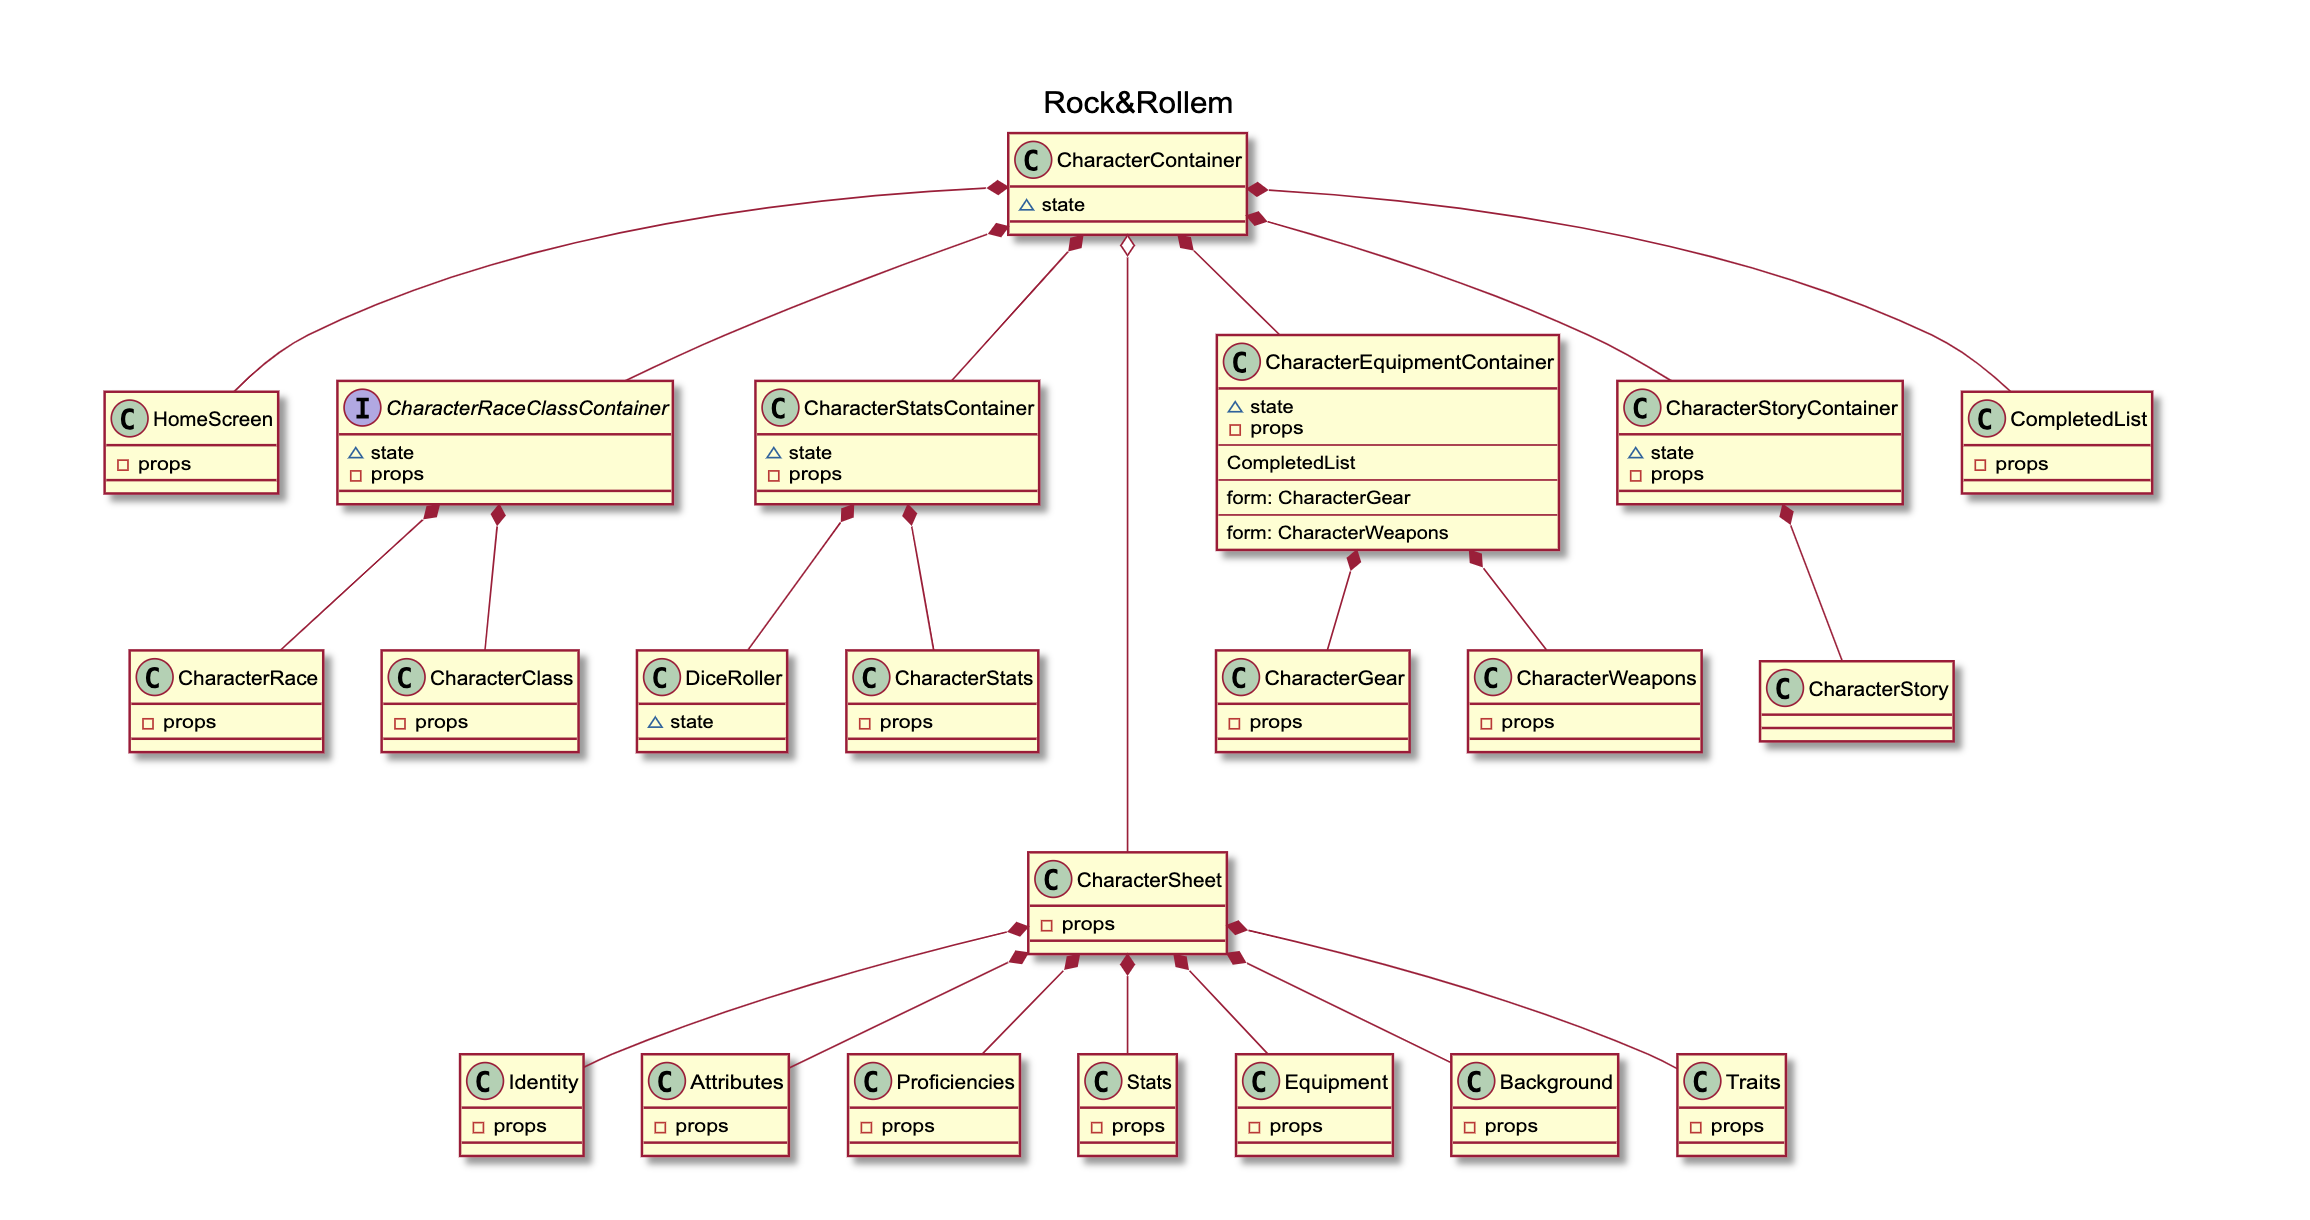 Rock&Rollem
C CharacterContainer
state
C HomeScreen
props
I CharacterRaceClassContainer
state
props
C CharacterStatsContainer
state
props
C CharacterEquipmentContainer
state
props
CompletedList
form: CharacterGear
form: CharacterWeapons
C CharacterStoryContainer
state
props
C CompletedList
props
C CharacterRace
props
C CharacterClass
props
C DiceRoller
state
C CharacterStats
props
C CharacterGear
props
C CharacterWeapons
props
C CharacterStory
C CharacterSheet
props
C Identity
props
C Attributes
props
C Proficiencies
props
C Stats
props
C Equipment
props
C Background
props
C Traits
props